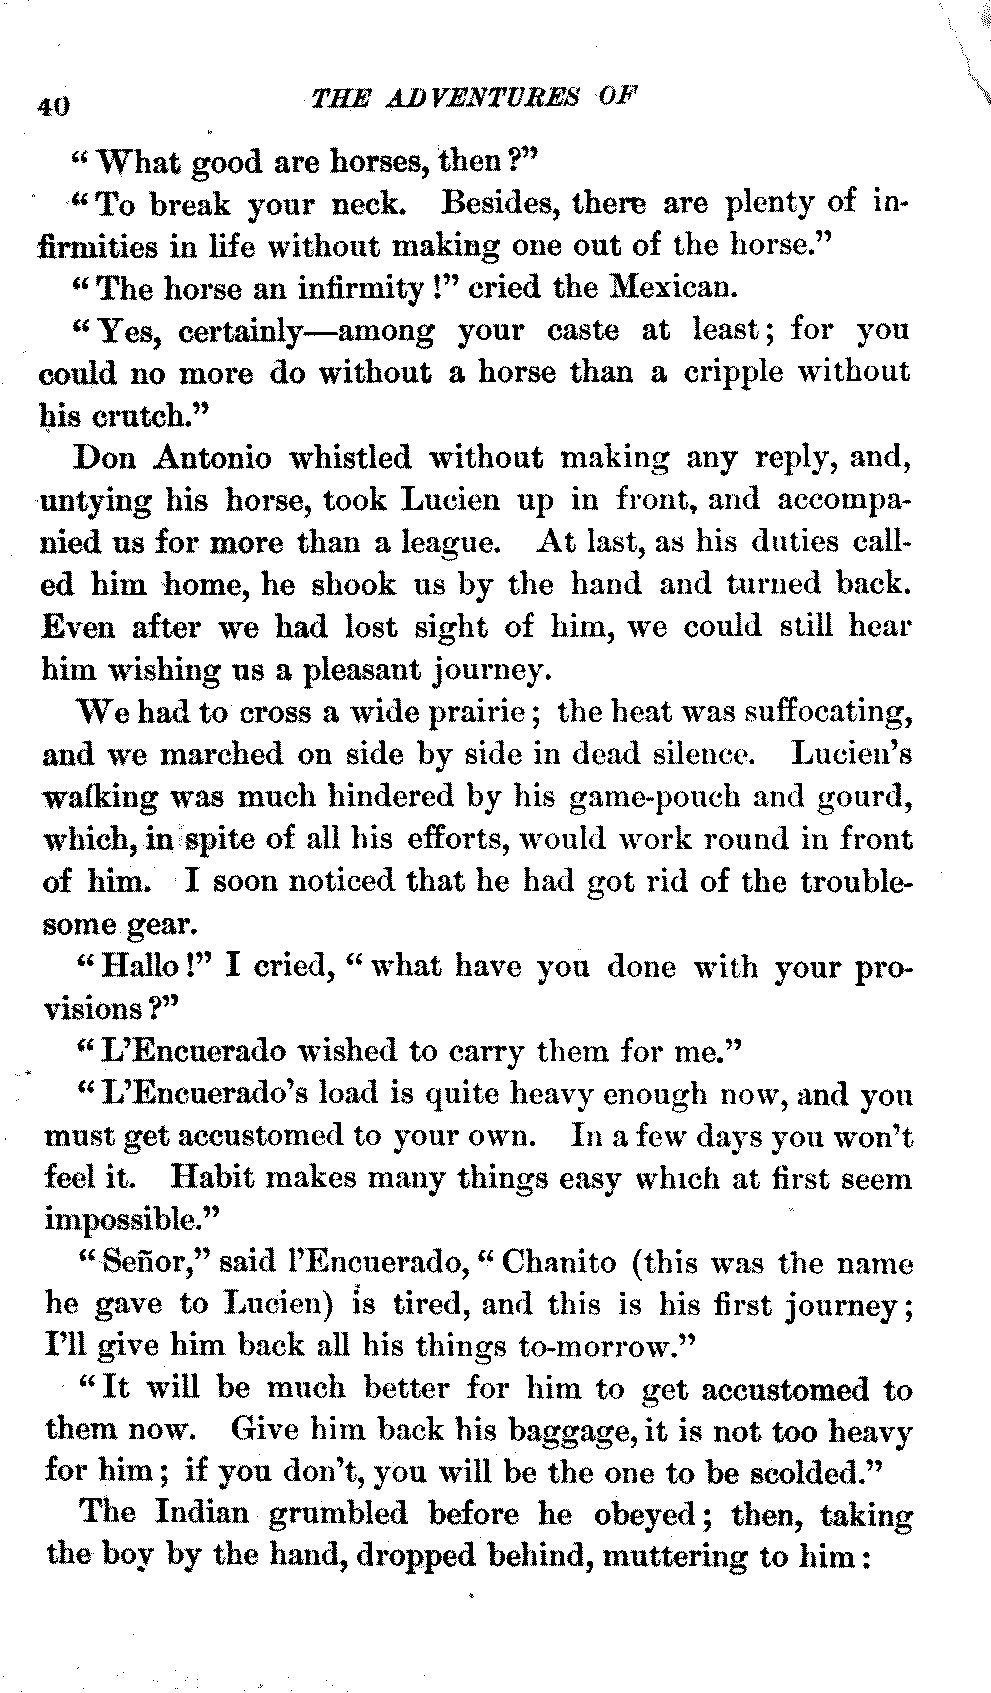 40 THE ADVENTURES OF
"What good are horses, then?"
"To break your neck. Besides, there are plenty of in-
firmities in life without making one out of the horse."
"The horse an infirmity!" cried the Mexican.
"Yes, certainly—among your caste at least; for you
could no more do without a horse than a cripple without
his crutch."
Don Antonio whistled without making any reply, and,
untying his horse, took Lucien up in front, and accompa-
nied us for more than a league. At last, as his duties call-
ed him home, he shook us by the hand and turned back.
Even after we had lost sight of him, we could still hear
him wishing us a pleasant journey.
We had to cross a wide prairie; the heat was suffocating,
and we marched on side by side in dead silence. Lucien's
walking was much hindered by his game-pouch and gourd,
which, in spite of all his efforts, would work round in front
of him. I soon noticed that he had got rid of the trouble-
some gear.
"Hallo!" I cried, "what have you done with your pro-
visions?"
"L'Encuerado wished to carry them for me."
"L'Encuerado's load is quite heavy enough now, and you
must get accustomed to your own. In a few days you won't
feel it. Habit makes many things easy which at first seem
impossible."
"Señor," said l'Encuerado, "Chanito (this was the name
he gave to Lucien) is tired, and this is his first journey;
I'll give him back all his things to-morrow."
"It will be much better for him to get accustomed to
them now. Give him back his baggage, it is not too heavy
for him; if you don't, you will be the one to be scolded."
The Indian grumbled before he obeyed; then, taking
the boy by the hand, dropped behind, muttering to him: